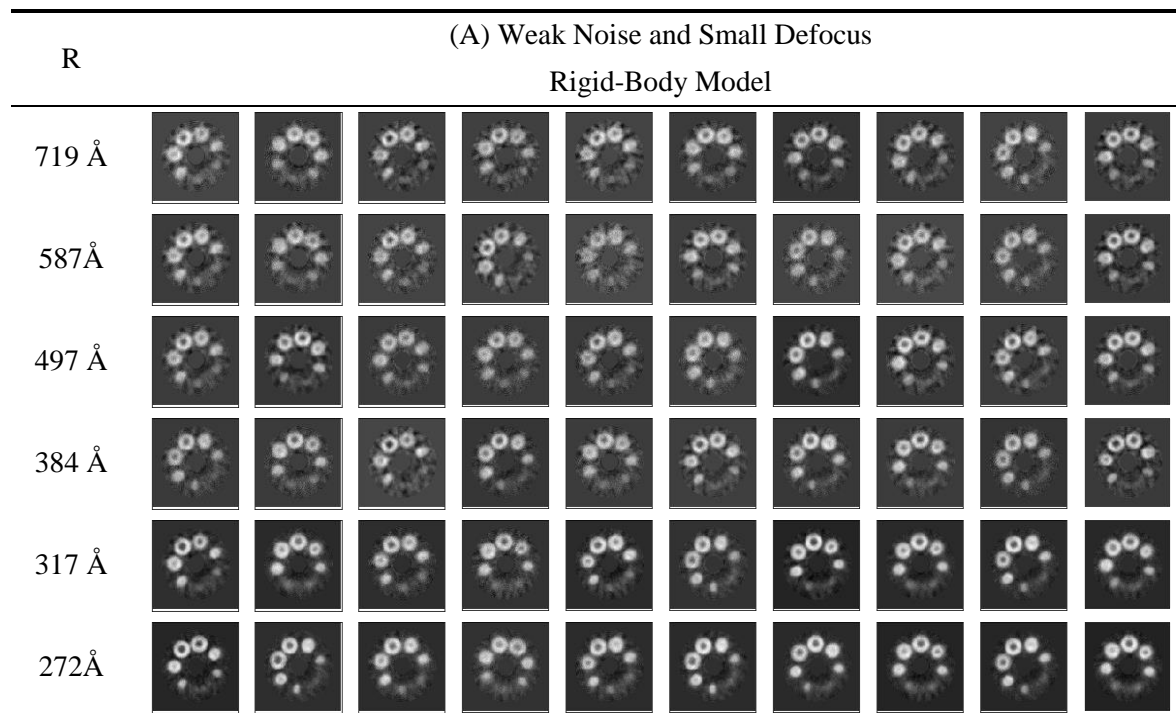 R
(A) Weak Noise and Small Defocus
Rigid-Body Model
719 Å
587Å
497 Å
384 Å
317 Å
272Å